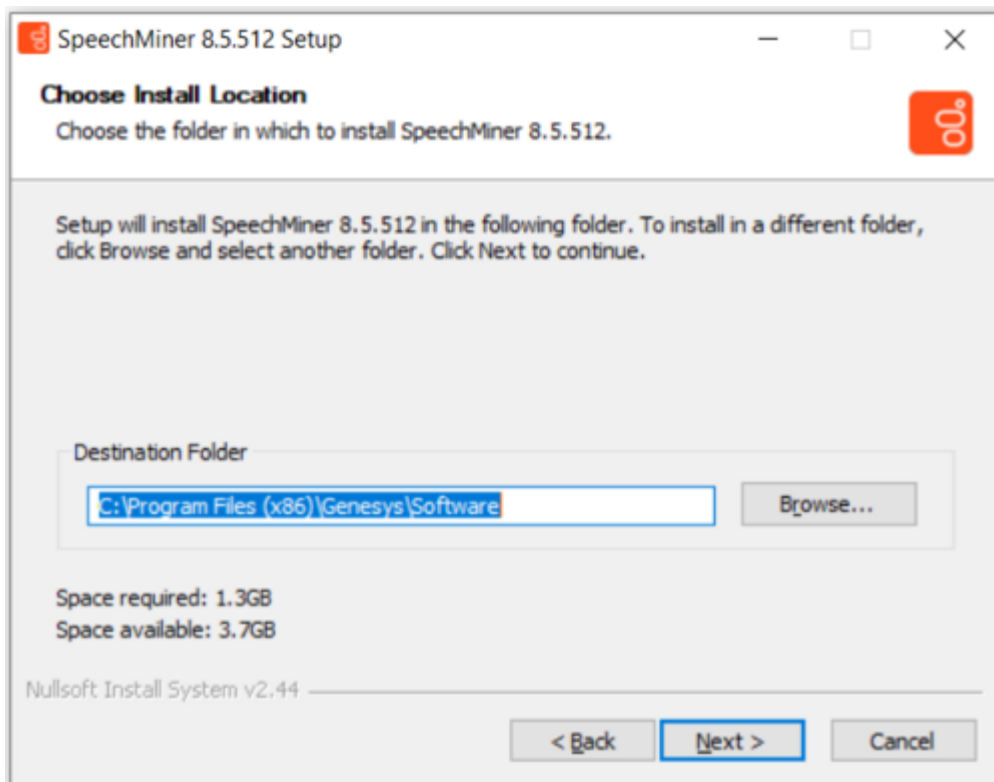 SpeechMiner 8.5.512 Setup
Choose Install Location
Choose the folder in which to install SpeechMiner 8.5.512.
Setup will install SpeechMiner 8.5.512 in the following folder. To install in a different folder,
click Browse and select another folder. Click Next to continue.
Destination Folder
C:\Program Files (x86)\Genesys\Software
Browse...
Space required: 1.3GB
Space available: 3.7GB
Nullsoft Install System v2.44
< Back
Next >
Cancel